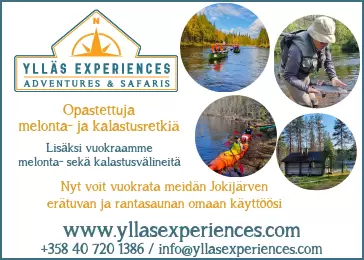 N
YLLÄS EXPERIENCES
ADVENTURES & SAFARIS
Opastettuja
melonta- ja kalastusretkiä
Lisäksi vuokraamme
melonta- sekä kalastusvälineitä
Nyt voit vuokrata meidän Jokijärven
erätuvan ja rantasaunan omaan käyttöösi
www.yllasexperiences.com
+358 40 720 1386 / info@yllasexperiences.com